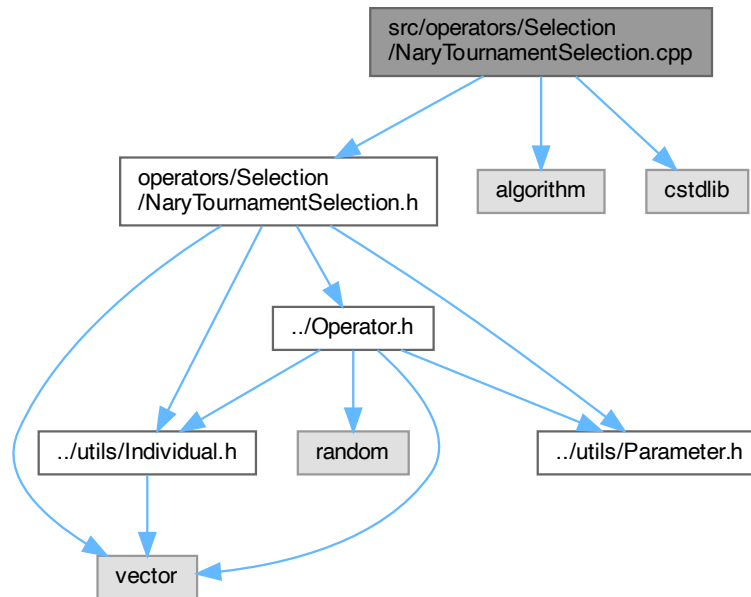 src/operators/Selection
/NaryTournamentSelection.cpp
operators/Selection
/NaryTournamentSelection.h
algorithm
cstdlib
../Operator.h
../utils/Individual.h
random
../utils/Parameter.h
vector